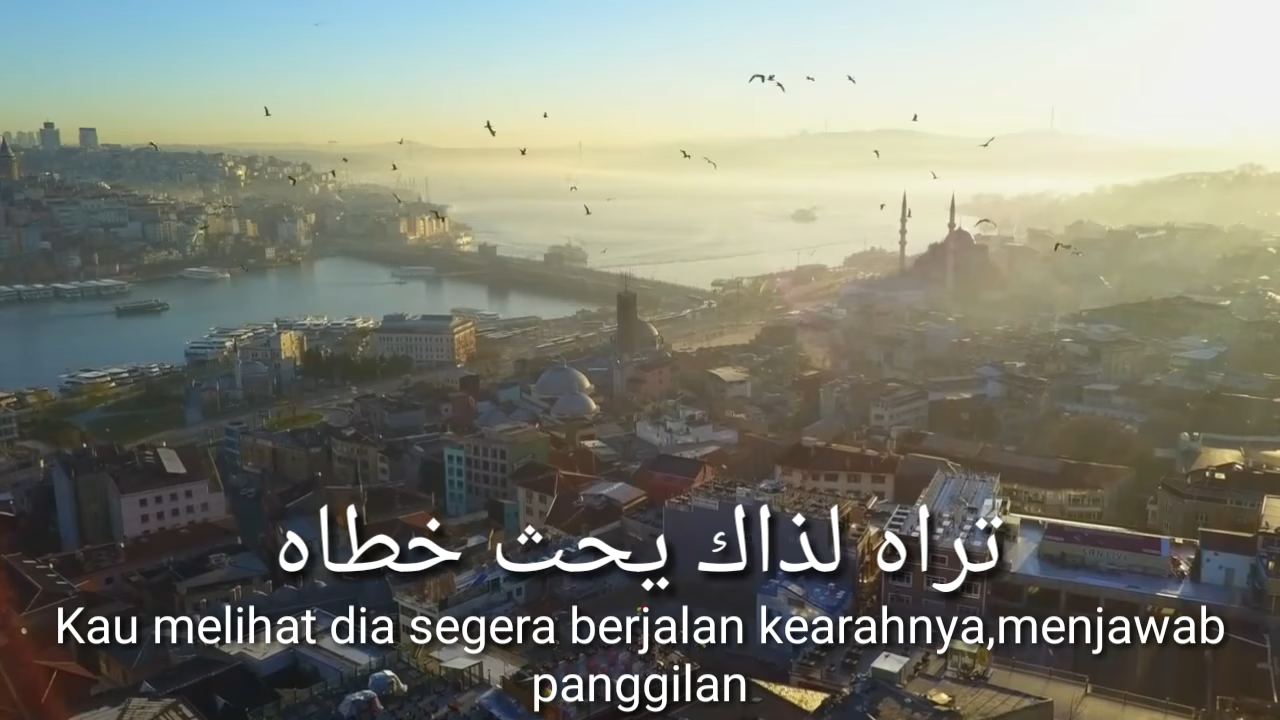 تراه لذاك يحث خطاه
Kau melihat dia segera berjalan kearahnya,menjawab
panggilan